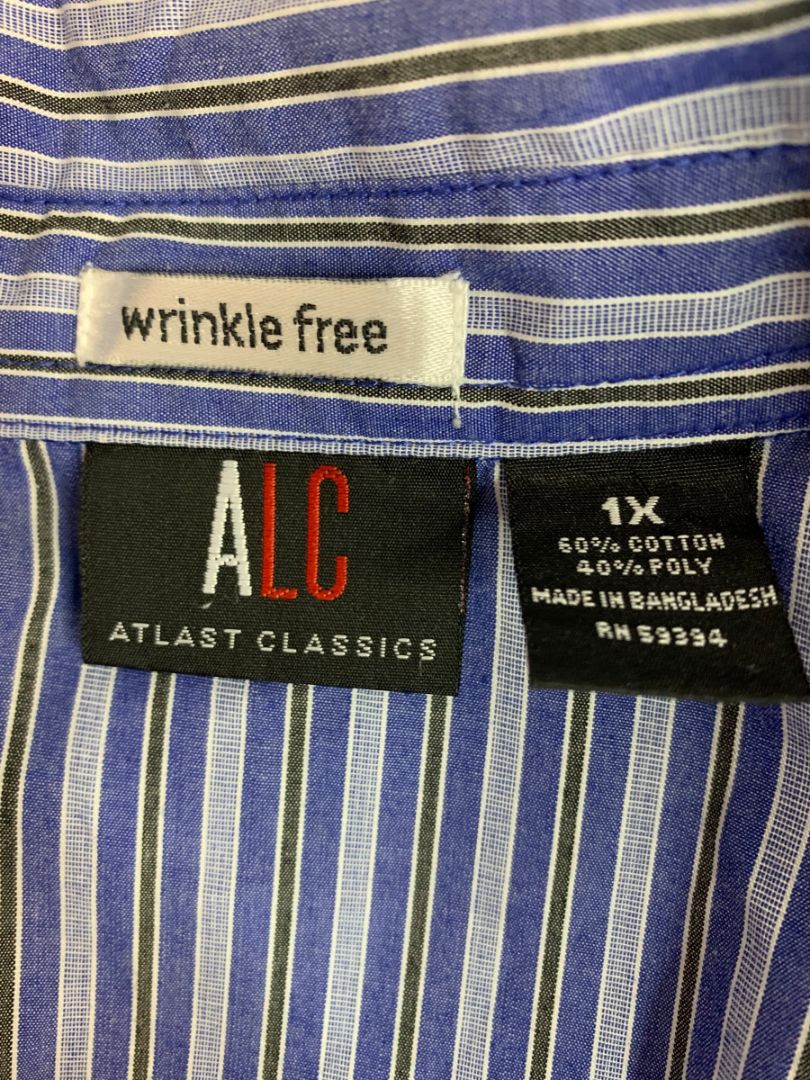 wrinkle free
ALC
ATLAST CLASSICS
1X
60% COTTON
40% POLY
MADE IN BANGLADESH
RN 59394